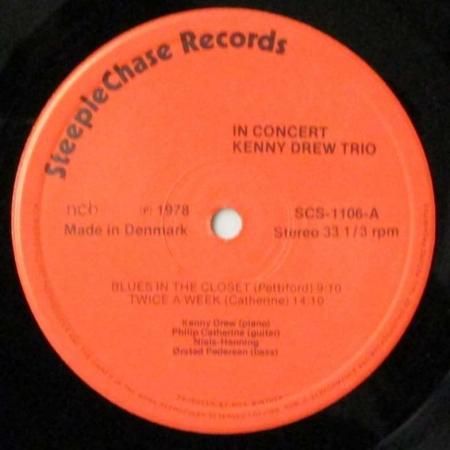 SteepleChase Records
IN CONCERT
KENNY DREW TRIO
ncb ℗ 1978 SCS-1106-A
Made in Denmark Stereo 33 1/3 rpm
BLUES IN THE CLOSET (Pettiford) 9:10
TWICE A WEEK (Catherine) 14:10
Kenny Drew (piano)
Philip Catherine (guitar)
Niels-Henning
Ørsted Pedersen (bass)